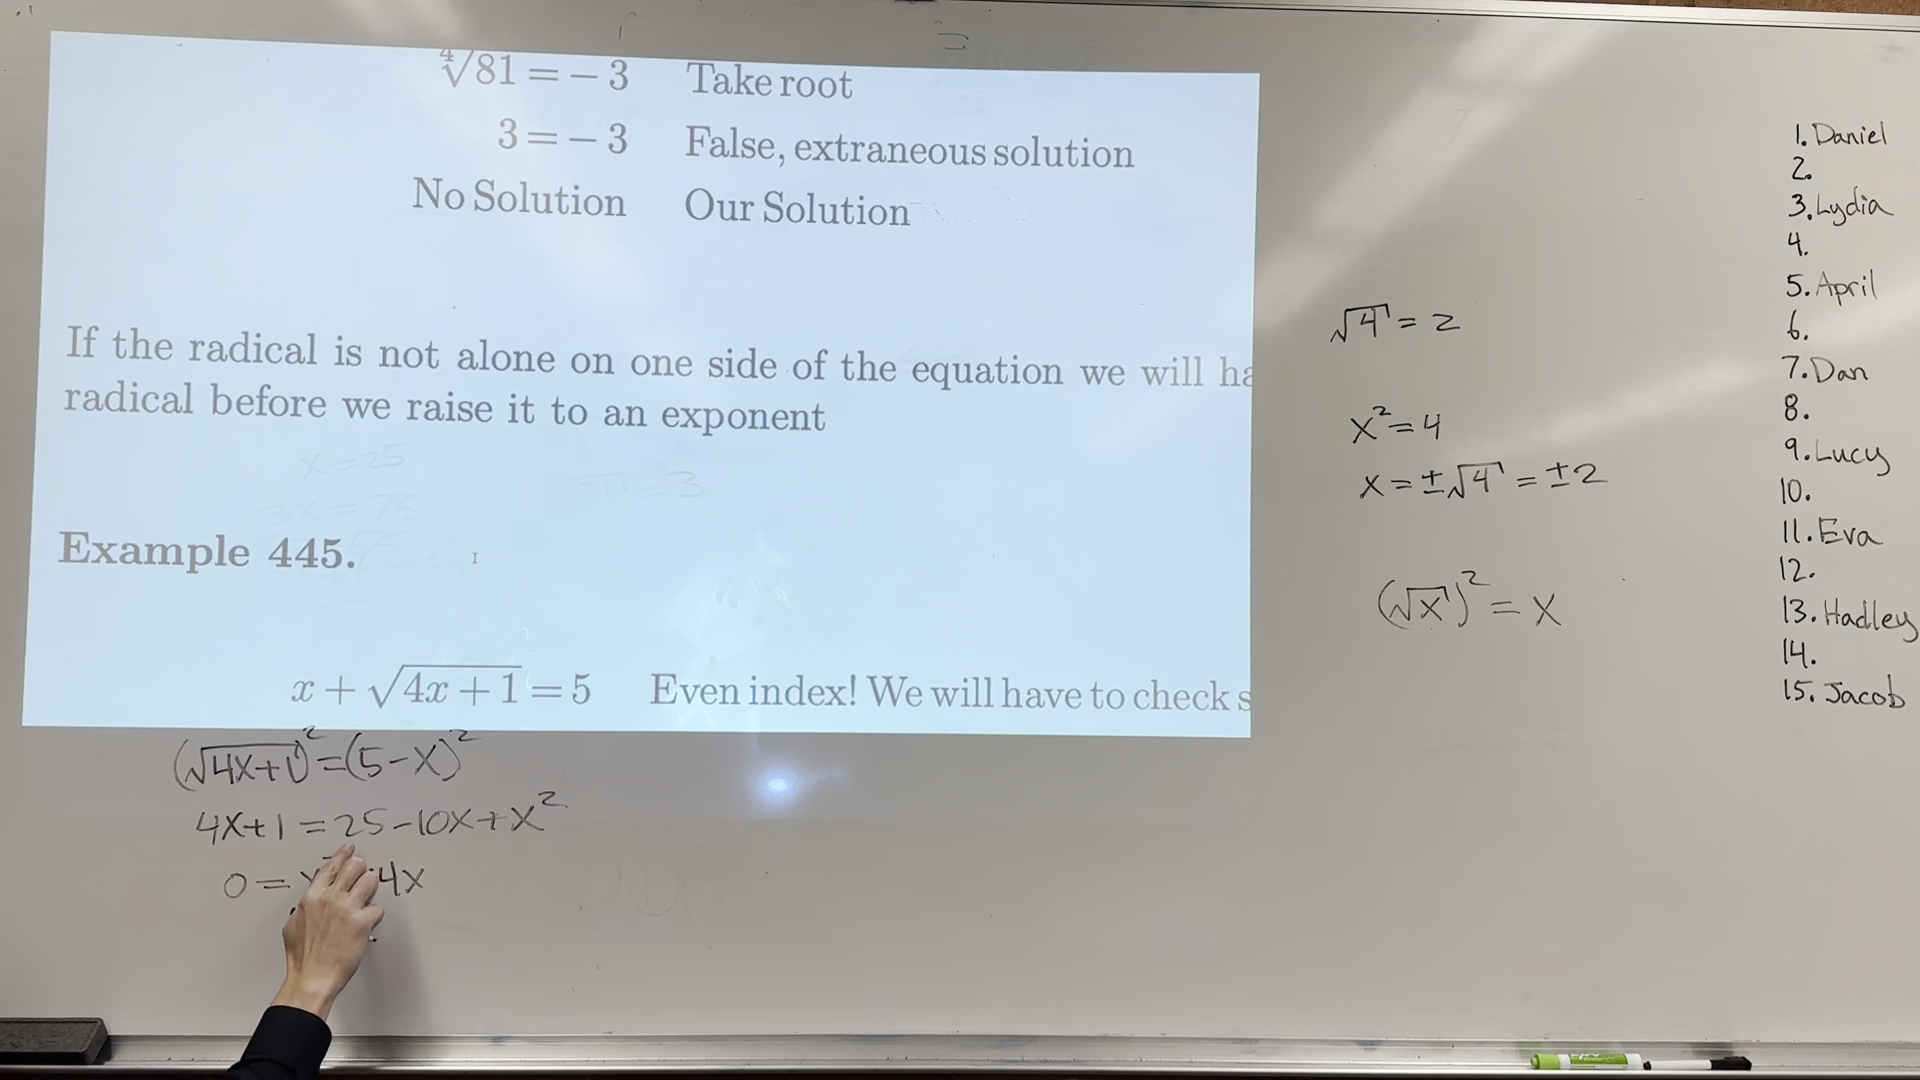 ∜81 = − 3 Take root
3 = − 3 False, extraneous solution
No Solution Our Solution
If the radical is not alone on one side of the equation we will ha
radical before we raise it to an exponent
x=25
3x=75
Example 445.
x + √(4x + 1) = 5 Even index! We will have to check s
(√4x+1)²=(5-x)²
4x+1=25-10x+x²
0= 4x
√4 = 2
x²=4
x=±√4=±2
(√x)²=x
1. Daniel
2.
3. Lydia
4.
5. April
6.
7. Dan
8.
9. Lucy
10.
11. Eva
12.
13. Hadley
14.
15. Jacob